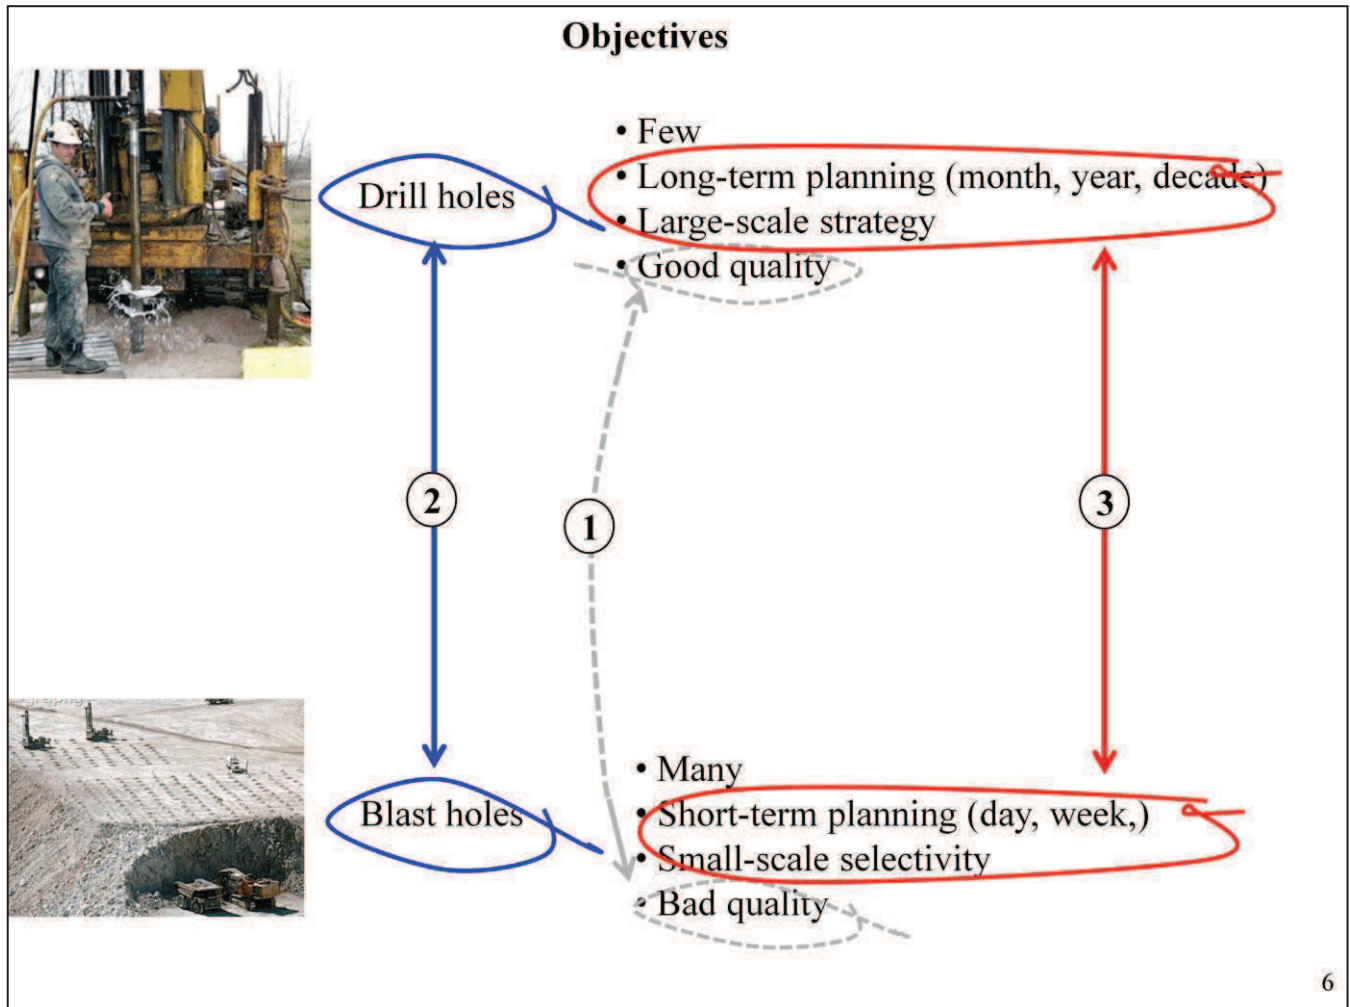 Objectives
• Few
• Long-term planning (month, year, decade)
• Large-scale strategy
• Good quality
Drill holes
2
1
3
Blast holes
• Many
• Short-term planning (day, week,)
• Small-scale selectivity
• Bad quality
6